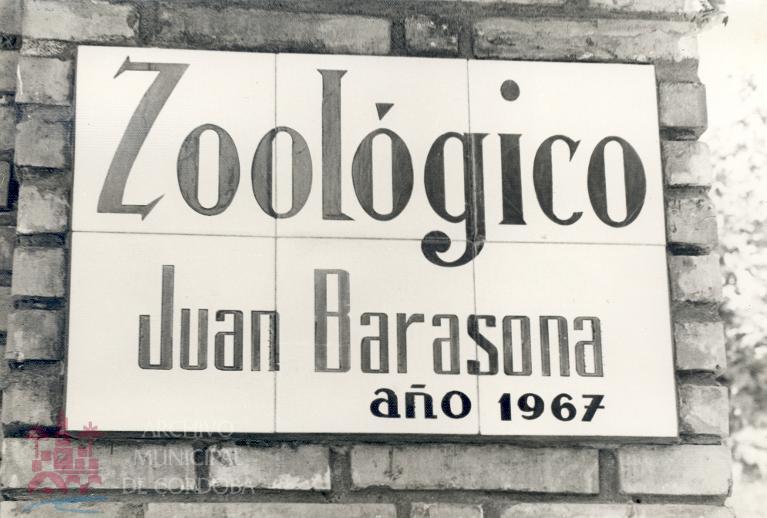 Zoológico
Juan Barasona
año 1967
ARCHIVO
MUNICIPAL
DE CORDOBA